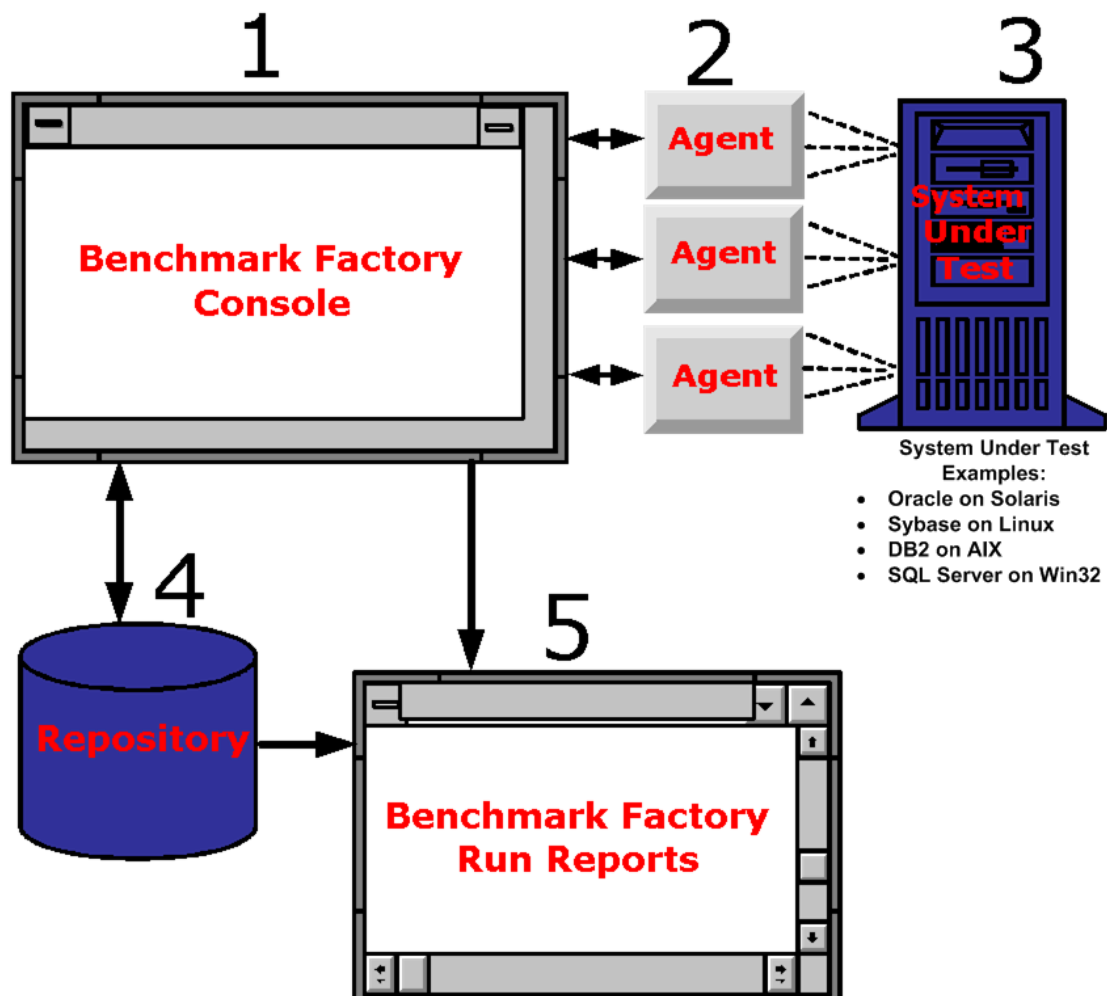 1
2
3
Benchmark Factory
Console
Agent
Agent
Agent
System
Under
Test
System Under Test
Examples:
• Oracle on Solaris
• Sybase on Linux
• DB2 on AIX
• SQL Server on Win32
4
5
Repository
Benchmark Factory
Run Reports